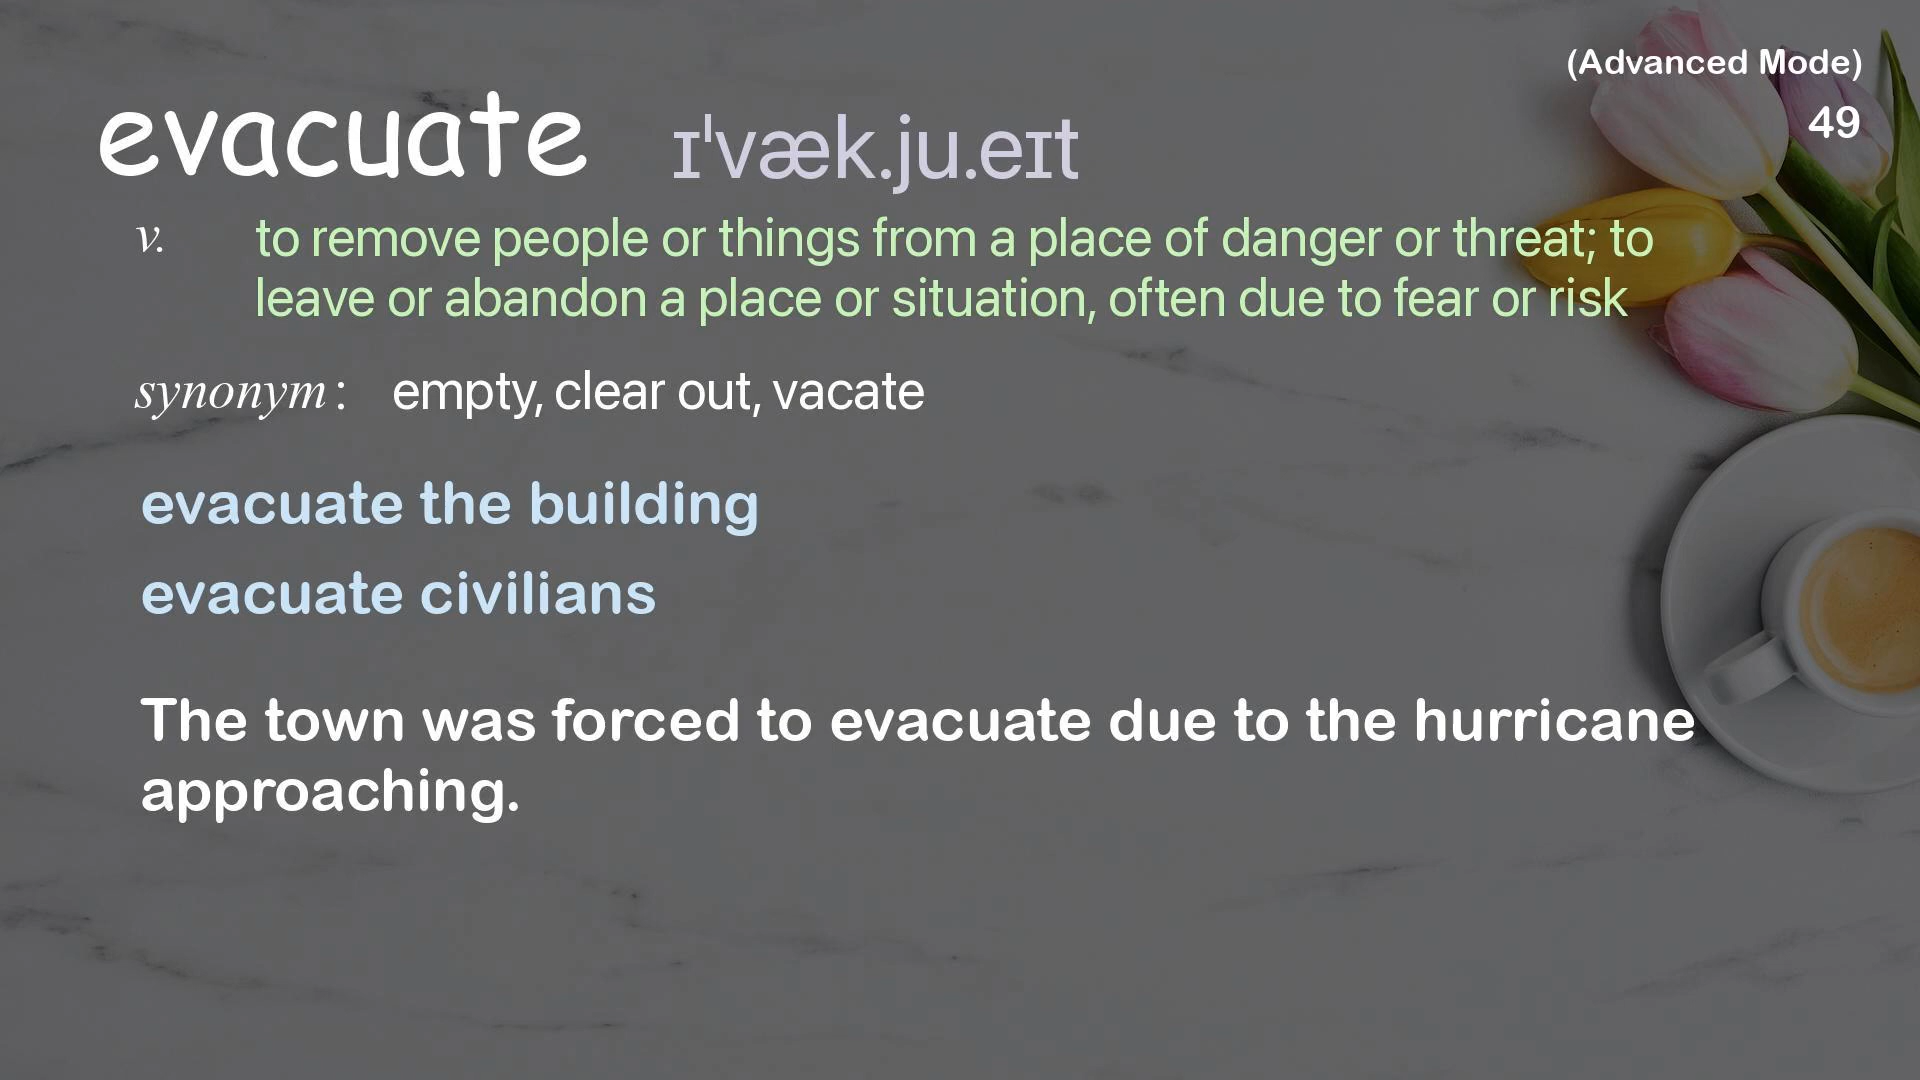 (Advanced Mode)
evacuate ɪˈvæk.ju.eɪt
49
v. to remove people or things from a place of danger or threat; to
leave or abandon a place or situation, often due to fear or risk
synonym: empty, clear out, vacate
evacuate the building
evacuate civilians
The town was forced to evacuate due to the hurricane
approaching.